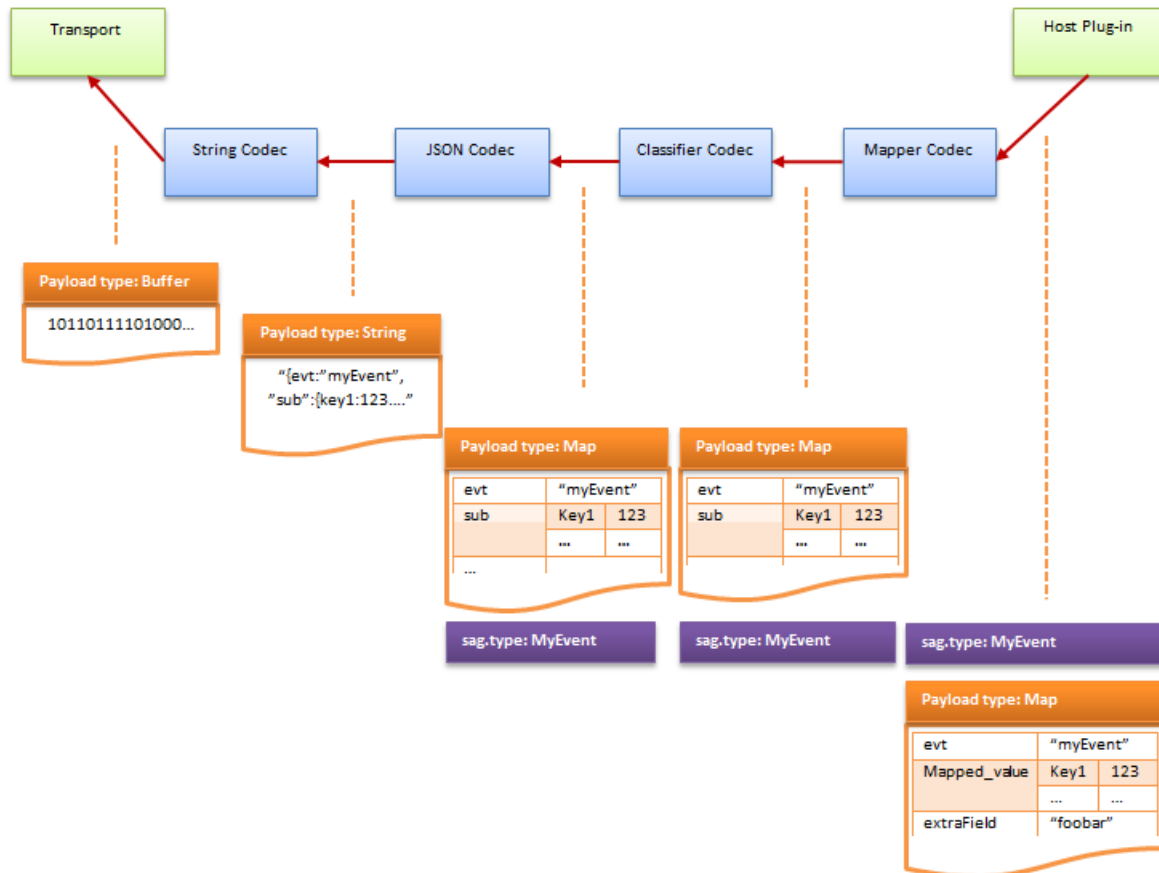 Transport
Host Plug-in
String Codec
JSON Codec
Classifier Codec
Mapper Codec
Payload type: Buffer
10110111101000...
Payload type: String
“{evt:”myEvent”,
”sub”:{key1:123....”
Payload type: Map
evt “myEvent”
sub Key1 123
... ...
...
sag.type: MyEvent
Payload type: Map
evt “myEvent”
sub Key1 123
... ...
sag.type: MyEvent
sag.type: MyEvent
Payload type: Map
evt “myEvent”
Mapped_value Key1 123
... ...
extraField “foobar”